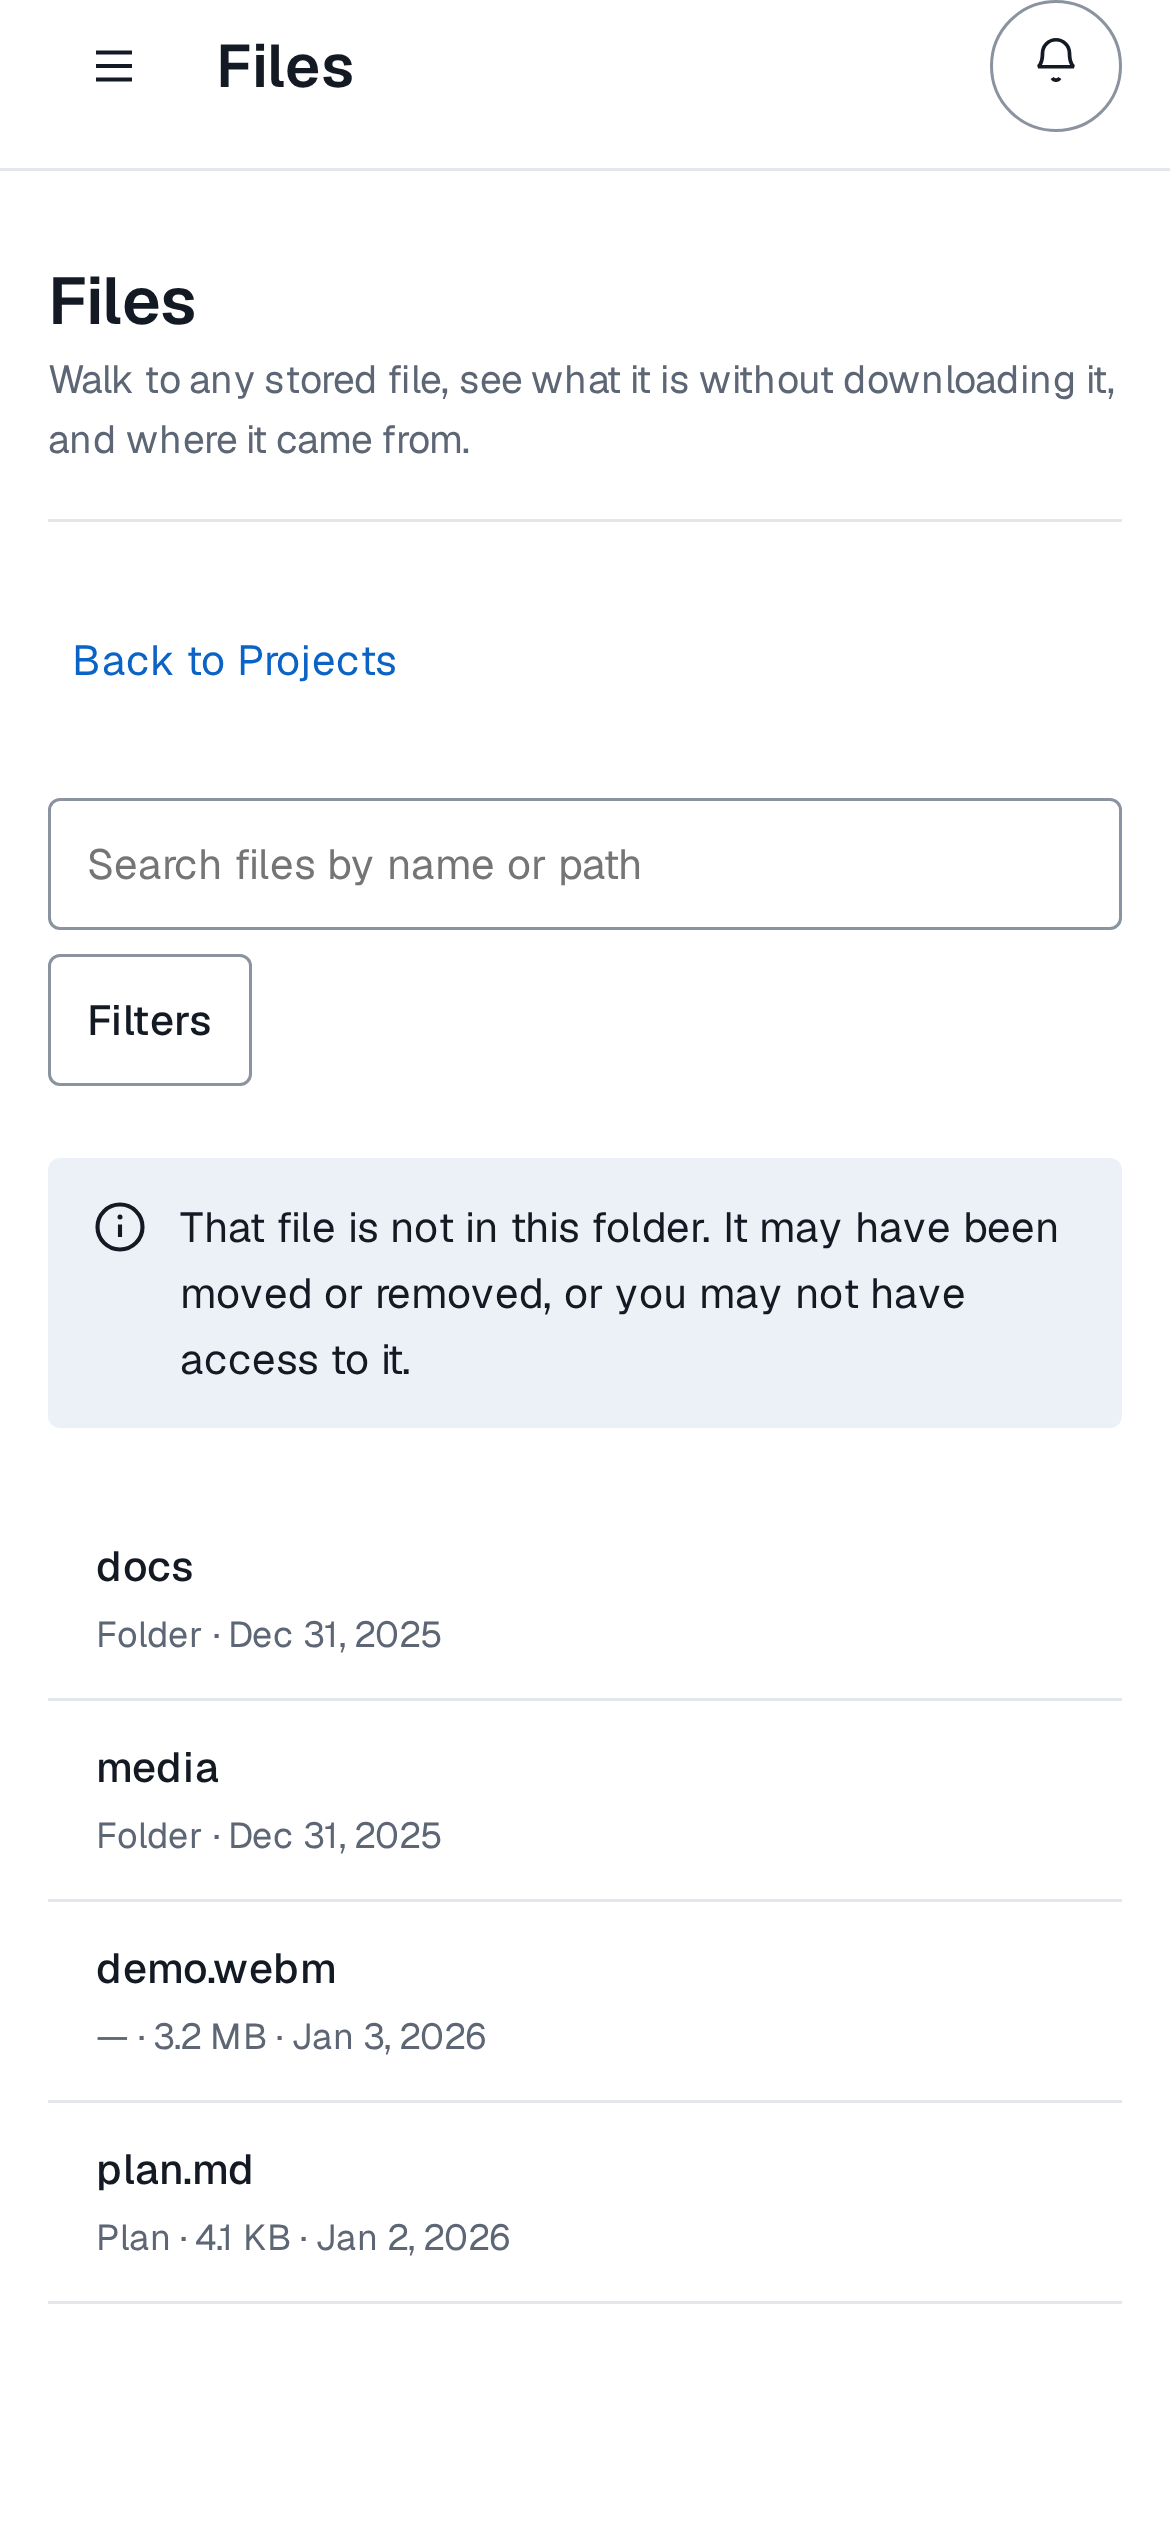 Files
Files
Walk to any stored file, see what it is without downloading it,
and where it came from.
Back to Projects
Search files by name or path
Filters
That file is not in this folder. It may have been
moved or removed, or you may not have
access to it.
docs
Folder · Dec 31, 2025
media
Folder · Dec 31, 2025
demo.webm
— · 3.2 MB · Jan 3, 2026
plan.md
Plan · 4.1 KB · Jan 2, 2026